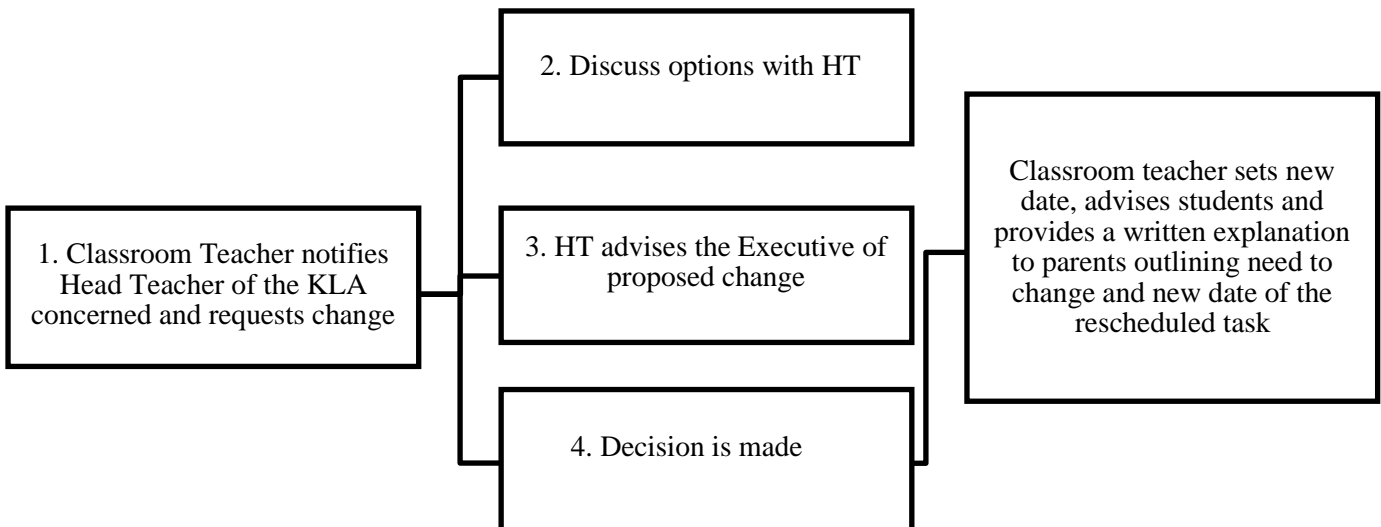 1. Classroom Teacher notifies
Head Teacher of the KLA
concerned and requests change
2. Discuss options with HT
3. HT advises the Executive of
proposed change
4. Decision is made
Classroom teacher sets new
date, advises students and
provides a written explanation
to parents outlining need to
change and new date of the
rescheduled task